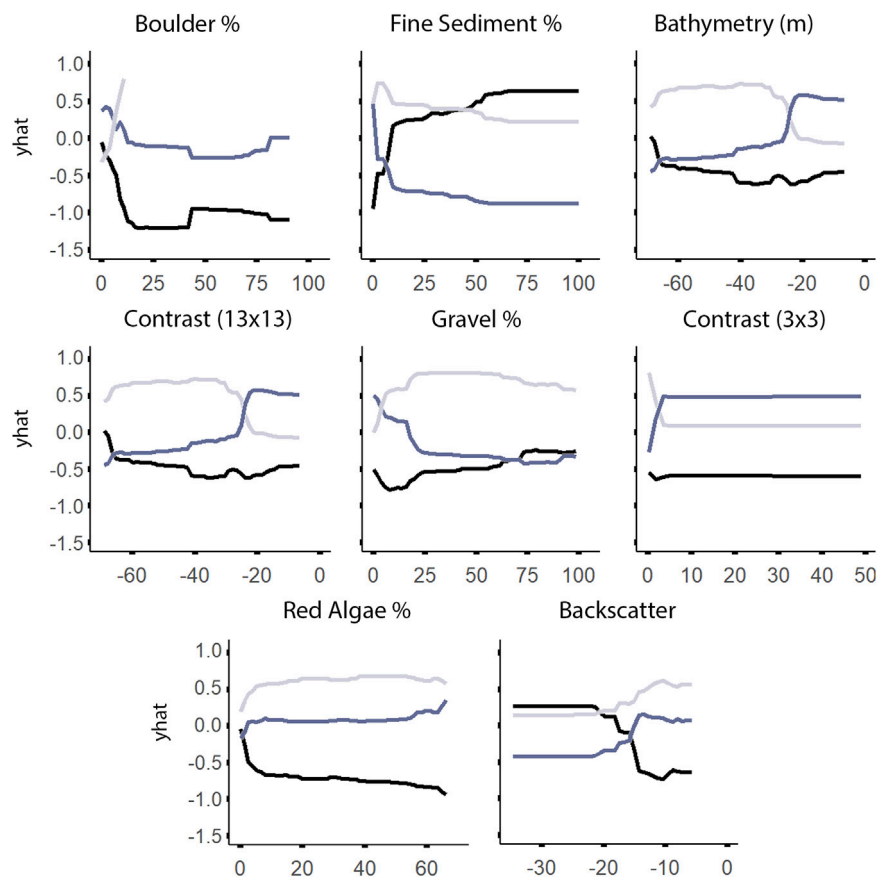 Boulder % Fine Sediment % Bathymetry (m)
1.0
0.5
0.0
-0.5
-1.0
-1.5
yhat
0 25 50 75 100 0 25 50 75 100 -60 -40 -20 0
Contrast (13x13) Gravel % Contrast (3x3)
1.0
0.5
0.0
-0.5
-1.0
-1.5
yhat
-60 -40 -20 0 0 25 50 75 100 0 10 20 30 40 50
Red Algae % Backscatter
1.0
0.5
0.0
-0.5
-1.0
-1.5
yhat
0 20 40 60 -30 -20 -10 0